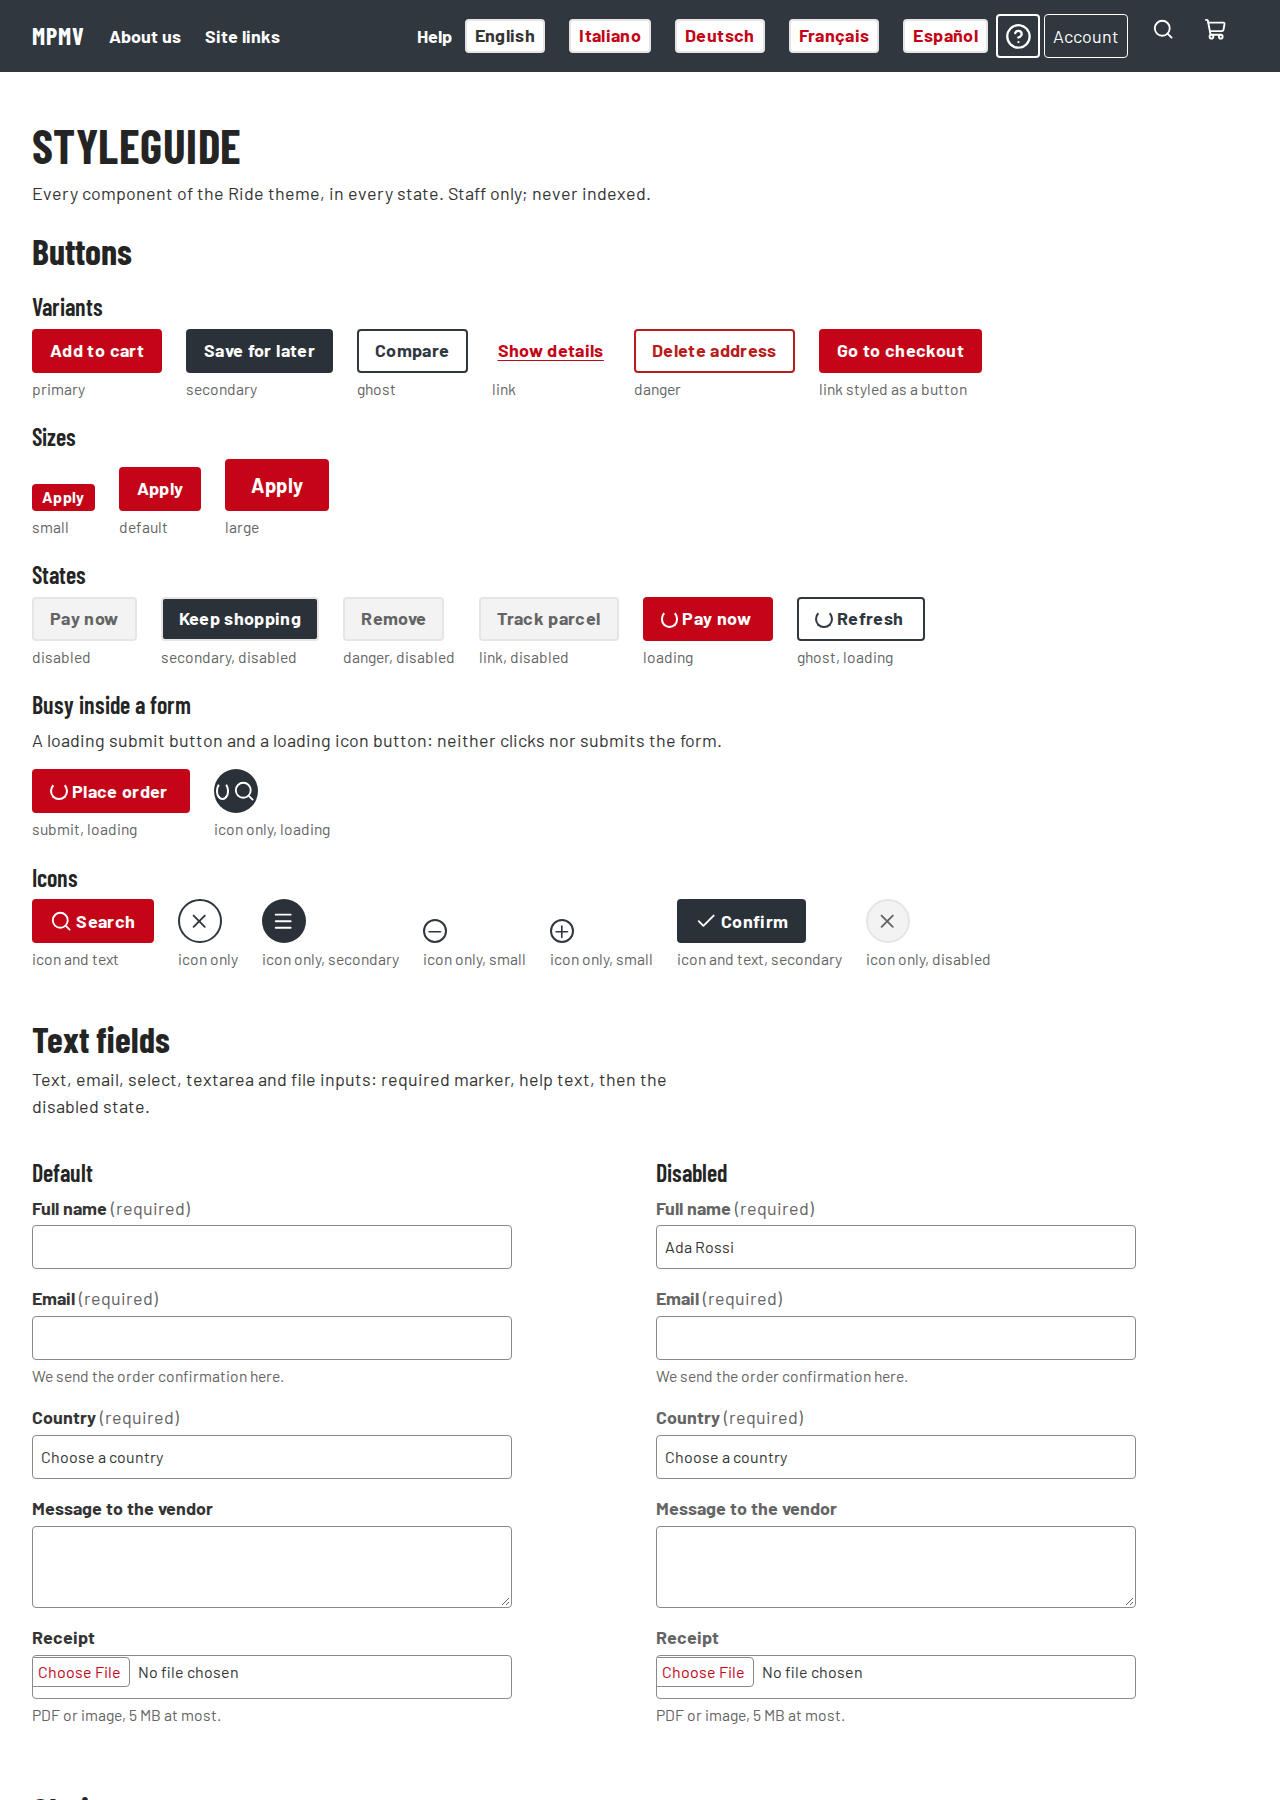 MPMV About us Site links Help English Italiano Deutsch Français Español Account
STYLEGUIDE
Every component of the Ride theme, in every state. Staff only; never indexed.
Buttons
Variants
Add to cart Save for later Compare Show details Delete address Go to checkout
primary secondary ghost link danger link styled as a button
Sizes
Apply Apply Apply
small default large
States
Pay now Keep shopping Remove Track parcel Pay now Refresh
disabled secondary, disabled danger, disabled link, disabled loading ghost, loading
Busy inside a form
A loading submit button and a loading icon button: neither clicks nor submits the form.
Place order
submit, loading icon only, loading
Icons
Search Confirm
icon and text icon only icon only, secondary icon only, small icon only, small icon and text, secondary icon only, disabled
Text fields
Text, email, select, textarea and file inputs: required marker, help text, then the
disabled state.
Default Disabled
Full name (required) Full name (required)
Ada Rossi
Email (required) Email (required)
We send the order confirmation here. We send the order confirmation here.
Country (required) Country (required)
Choose a country Choose a country
Message to the vendor Message to the vendor
Receipt Receipt
Choose File No file chosen Choose File No file chosen
PDF or image, 5 MB at most. PDF or image, 5 MB at most.